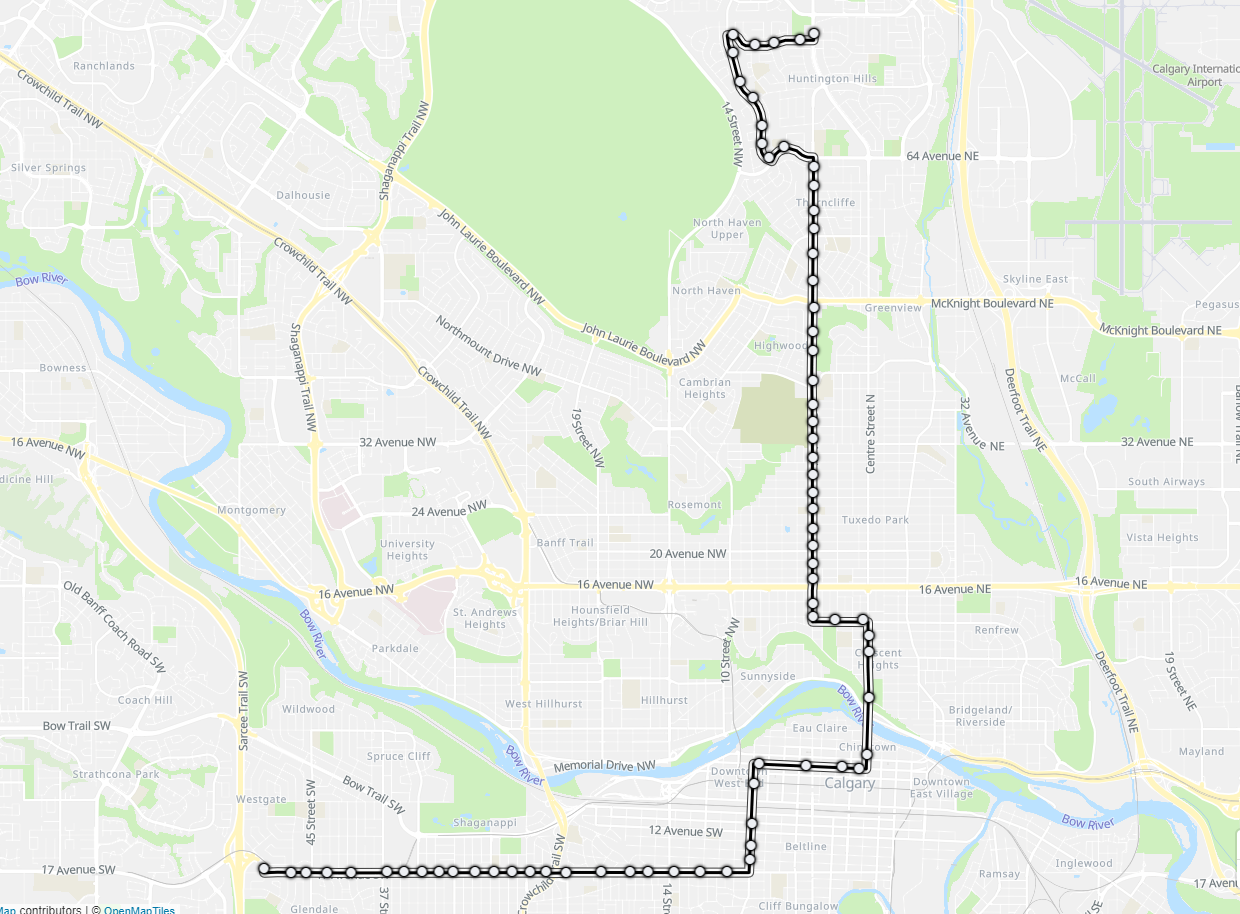 Ranchlands
Crowchild Trail NW
Shaganappi Trail NW
Huntington Hills
Calgary Internatio
Airport
14 Street NW
64 Avenue NE
Silver Springs
Dalhousie
Thorncliffe
North Haven
Upper
John Laurie Boulevard NW
Crowchild Trail NW
Bow River
Skyline East
North Haven
Greenview
McKnight Boulevard NE
Pegasus
McKnight Boulevard NE
Northmount Drive NW
John Laurie Boulevard NW
Highwood
Shaganappi Trail NW
Bowness
Crowchild Trail NW
Cambrian
Heights
McCall
Deerfoot Trail NE
Centre Street N
32 Avenue NE
19 Street NW
16 Avenue NW
32 Avenue NW
32 Avenue NE
dicine Hill
South Airways
Montgomery
24 Avenue NW
Rosemont
Tuxedo Park
Vista Heights
University
Heights
Banff Trail
20 Avenue NW
16 Avenue NW
16 Avenue NW
16 Avenue NE
16 Avenue NE
Old Banff Coach Road SW
Bow River
St. Andrews
Heights
Hounsfield
Heights/Briar Hill
Renfrew
Parkdale
10 Street NW
Crescent
Heights
Deerfoot Trail NE
19 Street NE
Sunnyside
Coach Hill
Sarcee Trail SW
Wildwood
West Hillhurst
Hillhurst
Bow Riv
Bridgeland/
Riverside
Bow Trail SW
Eau Claire
Chinatown
Mayland
Spruce Cliff
Bow River
Memorial Drive NW
Strathcona Park
Downtown
West
Calgary
Downtown
East Village
Westgate
45 Street SW
Bow Trail SW
Shaganappi
12 Avenue SW
Bow River
Beltline
Inglewood
17 Avenue SW
Ramsay
17 Avenu
37 St
Crowchild Trail SW
14 St
Glendale
Cliff Bungalow
Map contributors | © OpenMapTiles